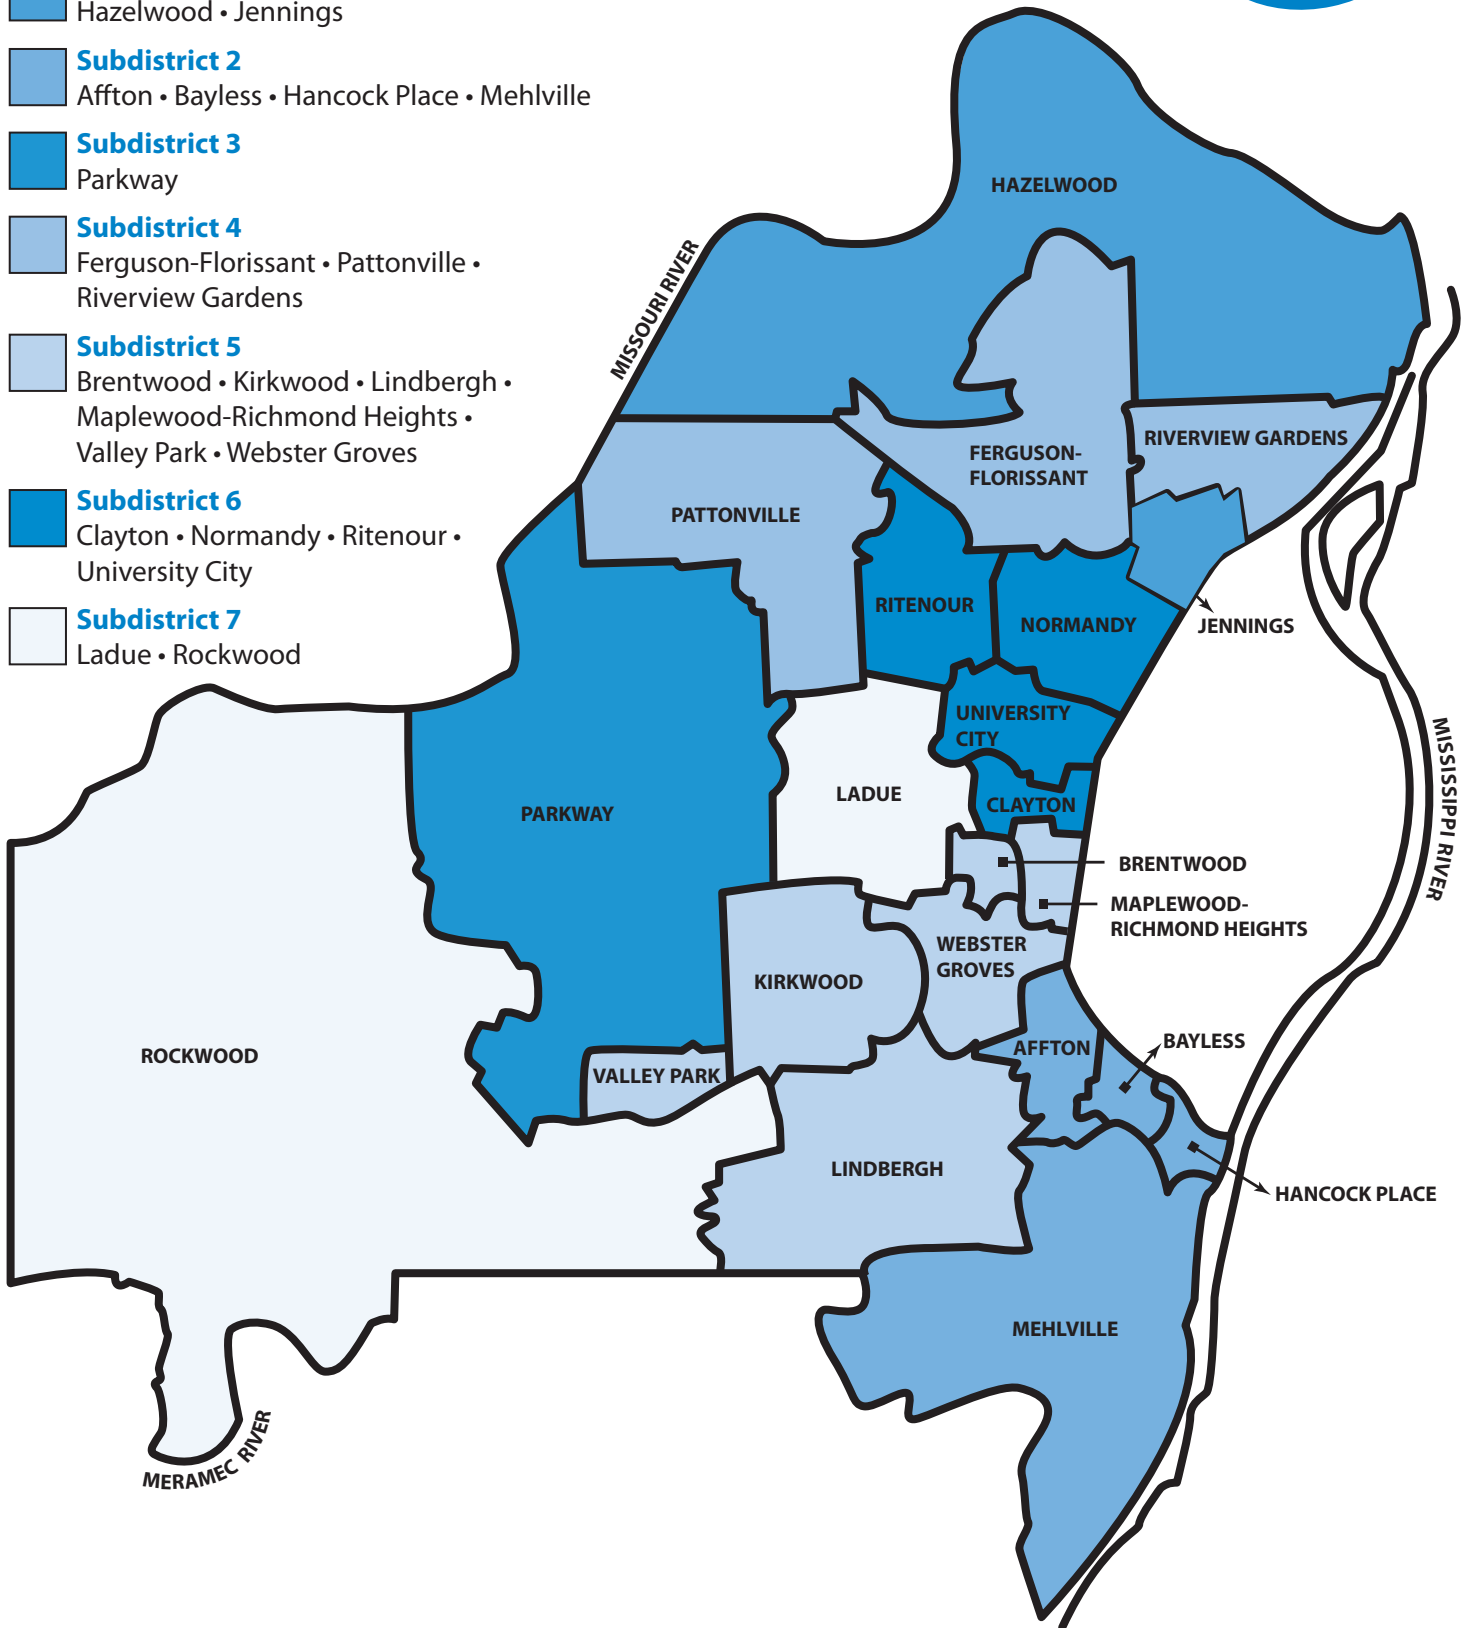 Hazelwood • Jennings
Subdistrict 2
Affton • Bayless • Hancock Place • Mehlville
Subdistrict 3
Parkway
Subdistrict 4
Ferguson-Florissant • Pattonville •
Riverview Gardens
Subdistrict 5
Brentwood • Kirkwood • Lindbergh •
Maplewood-Richmond Heights •
Valley Park • Webster Groves
Subdistrict 6
Clayton • Normandy • Ritenour •
University City
Subdistrict 7
Ladue • Rockwood
HAZELWOOD
MISSOURI RIVER
FERGUSON-
FLORISSANT
RIVERVIEW GARDENS
PATTONVILLE
RITENOUR
NORMANDY
JENNINGS
UNIVERSITY
CITY
MISSISSIPPI RIVER
LADUE
CLAYTON
PARKWAY
BRENTWOOD
MAPLEWOOD-
RICHMOND HEIGHTS
WEBSTER
GROVES
KIRKWOOD
ROCKWOOD
VALLEY PARK
AFFTON
BAYLESS
LINDBERGH
HANCOCK PLACE
MEHLVILLE
MERAMEC RIVER